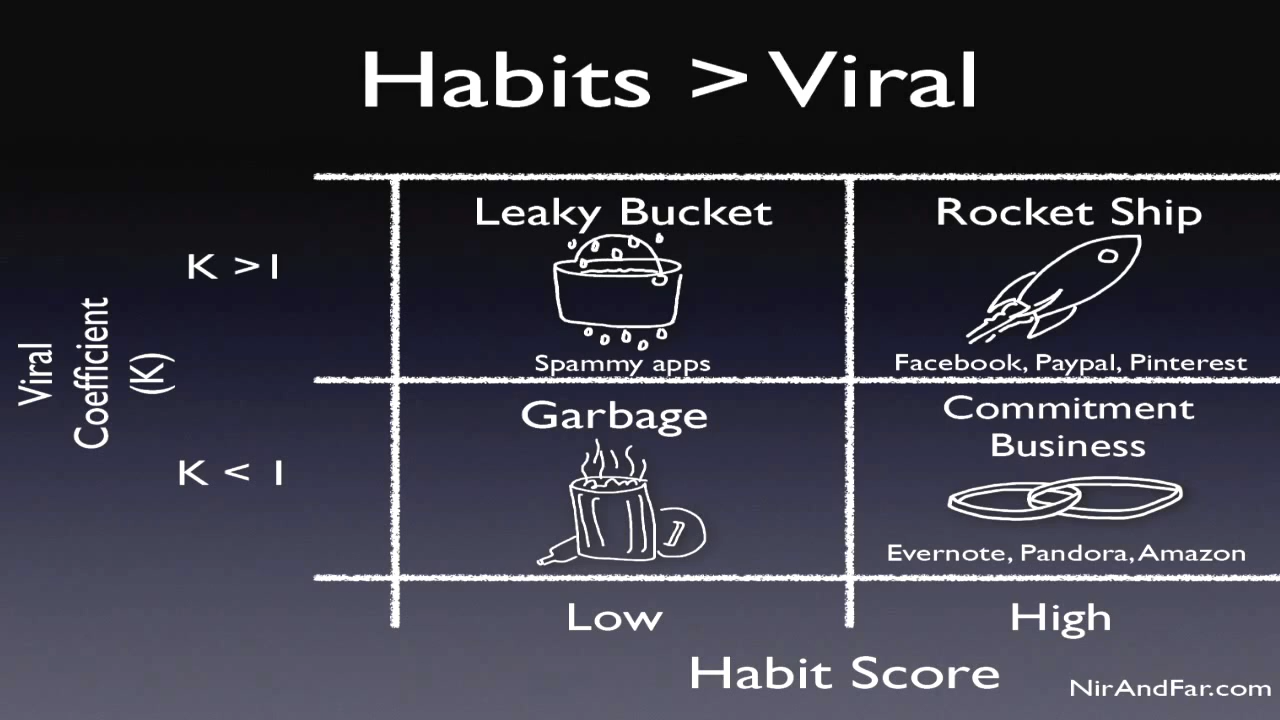 Habits > Viral
Leaky Bucket
Rocket Ship
K > 1
Spammy apps
Facebook, Paypal, Pinterest
Viral
Coefficient
(K)
Garbage
Commitment
Business
K < 1
Evernote, Pandora, Amazon
Low
High
Habit Score
NirAndFar.com